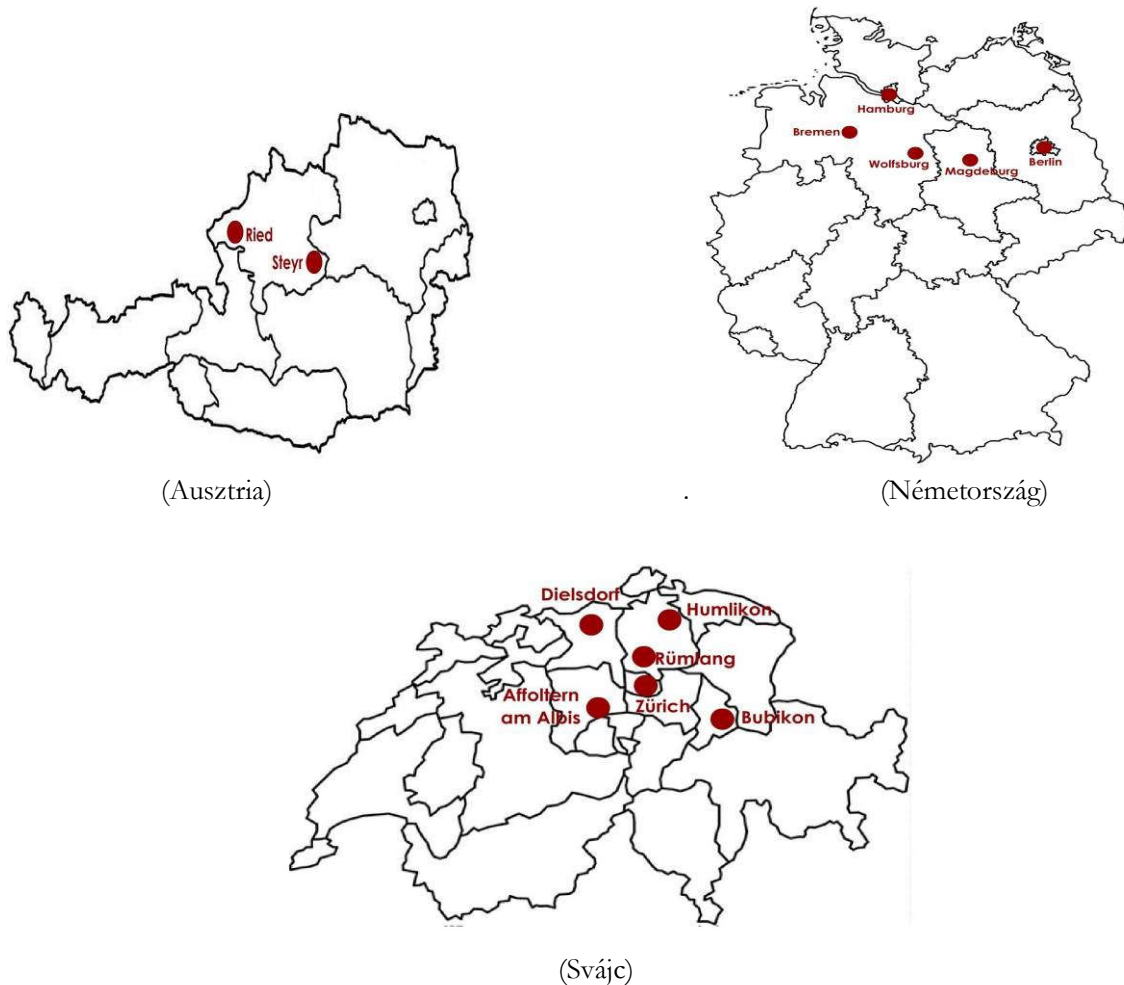 Hamburg
Bremen
Wolfsburg
Magdeburg
Berlin
Ried
Steyr
(Ausztria)
.
(Németország)
Dielsdorf
Humlikon
Rümlang
Affoltern
am Albis
Zürich
Bubikon
(Svájc)